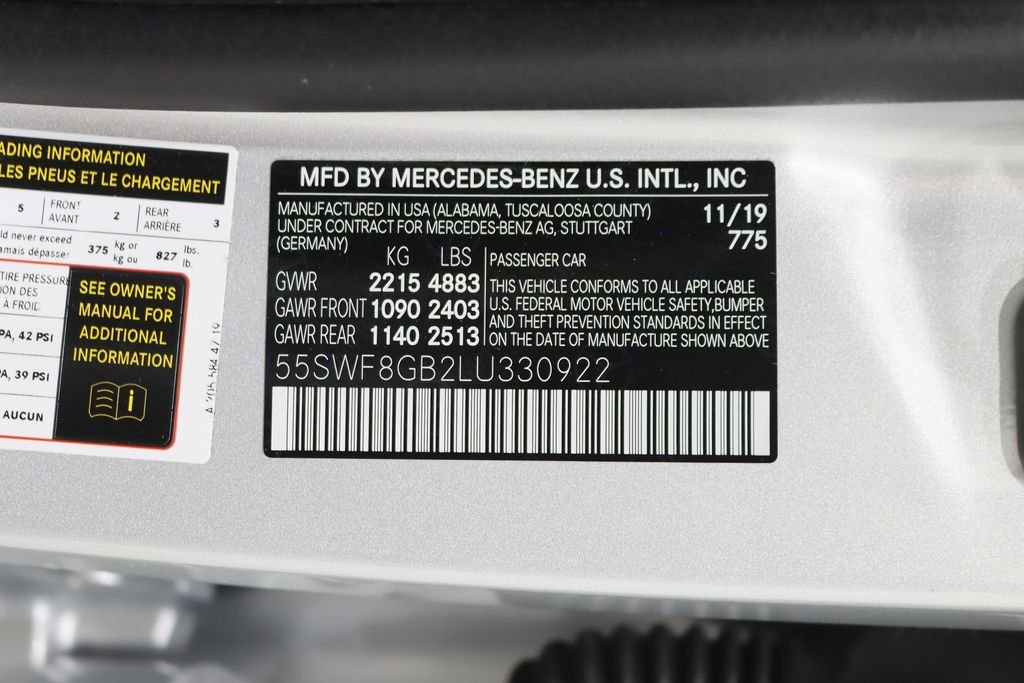 ADING INFORMATION
LES PNEUS ET LE CHARGEMENT
5 FRONT AVANT 2 REAR ARRIÈRE 3
ld never exceed
amais dépasser 375 kg or kg ou 827 lbs. lb.
TIRE PRESSURE
ION DES
À FROID
PA, 42 PSI
PA, 39 PSI
AUCUN
SEE OWNER'S
MANUAL FOR
ADDITIONAL
INFORMATION
i
MFD BY MERCEDES-BENZ U.S. INTL., INC
MANUFACTURED IN USA (ALABAMA, TUSCALOOSA COUNTY) 11/19
UNDER CONTRACT FOR MERCEDES-BENZ AG, STUTTGART
(GERMANY) 775
KG LBS PASSENGER CAR
GVWR 2215 4883
GAWR FRONT 1090 2403
GAWR REAR 1140 2513
THIS VEHICLE CONFORMS TO ALL APPLICABLE
U.S. FEDERAL MOTOR VEHICLE SAFETY,BUMPER
AND THEFT PREVENTION STANDARDS IN EFFECT
ON THE DATE OF MANUFACTURE SHOWN ABOVE
55SWF8GB2LU330922